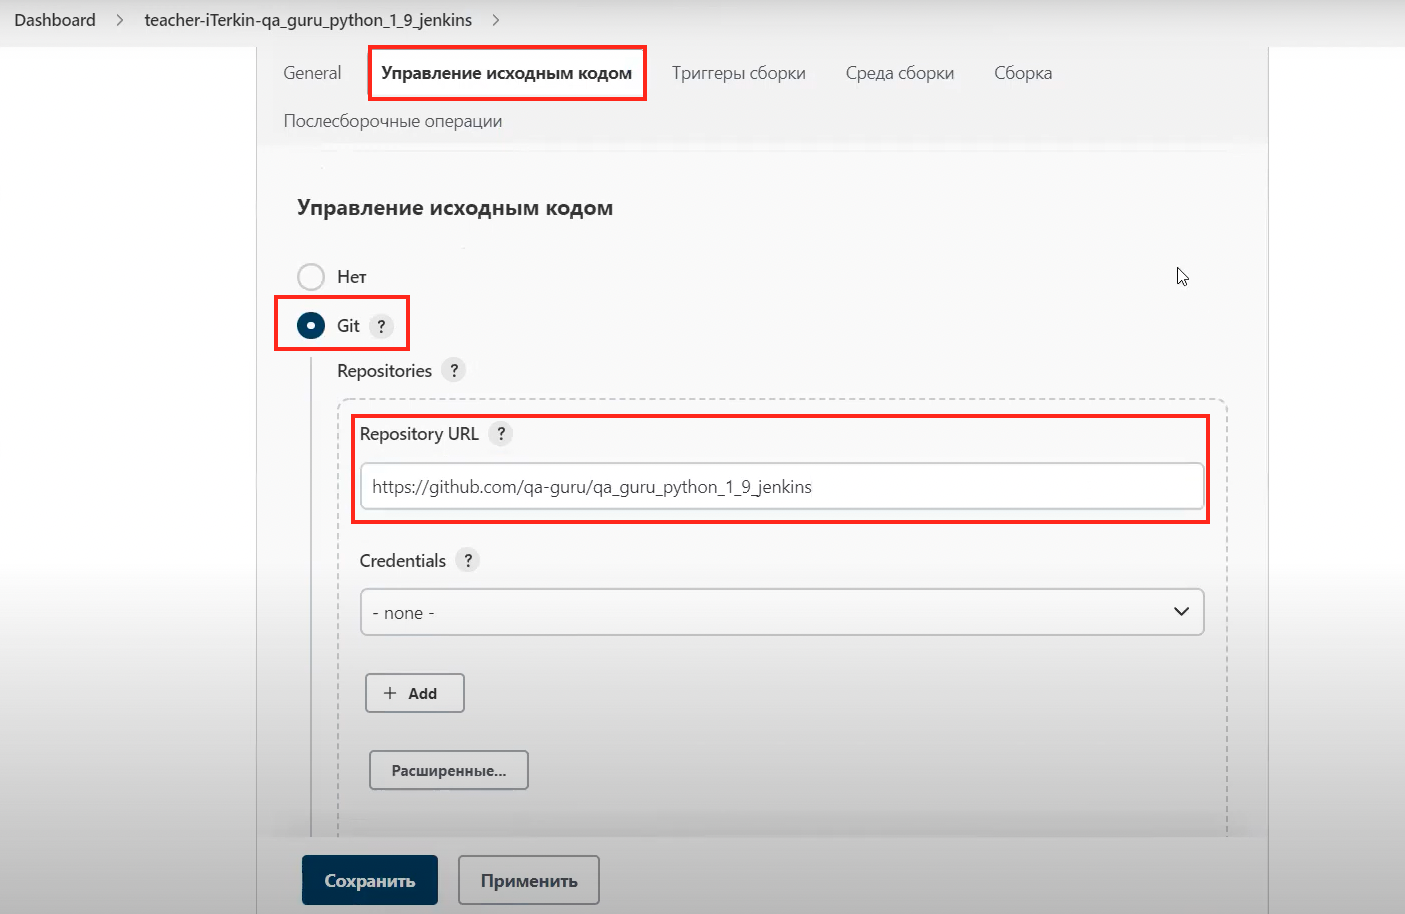 Dashboard > teacher-iTerkin-qa_guru_python_1_9_jenkins >
General Управление исходным кодом Триггеры сборки Среда сборки Сборка
Послесборочные операции
Управление исходным кодом
Нет
Git ?
Repositories ?
Repository URL ?
https://github.com/qa-guru/qa_guru_python_1_9_jenkins
Credentials ?
- none -
+ Add
Расширенные...
Сохранить Применить